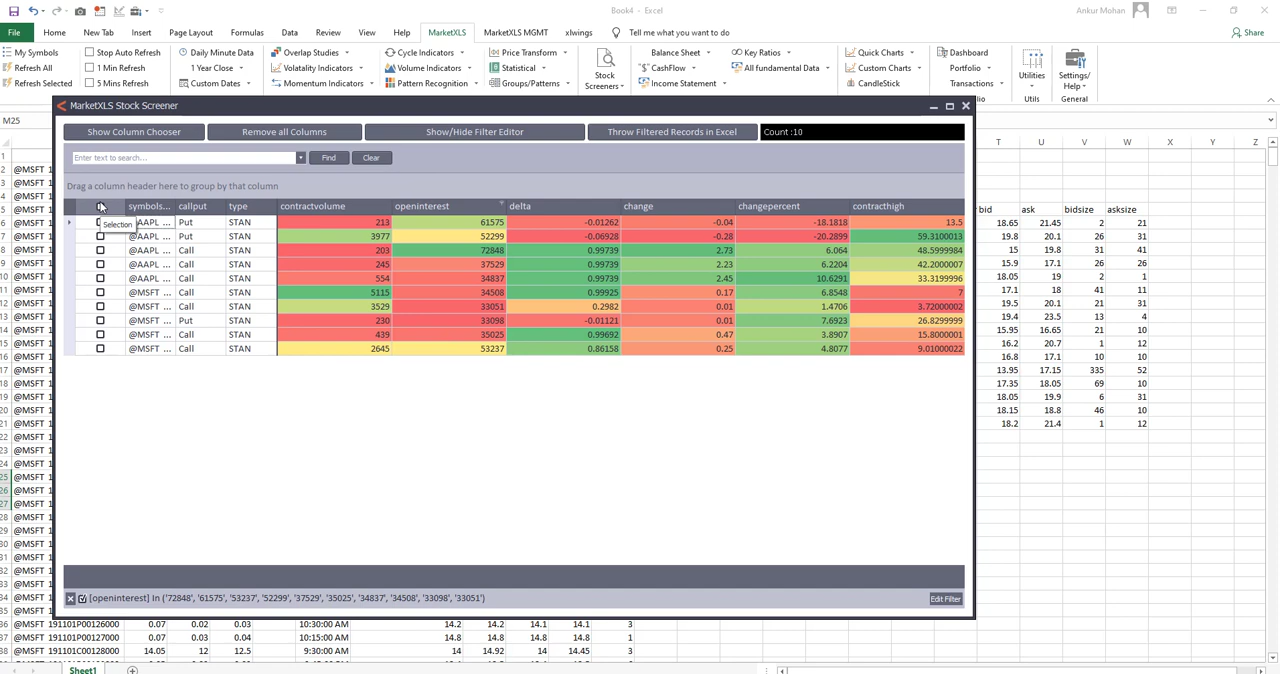 Book4 - Excel
Ankur Mohan
File Home New Tab Insert Page Layout Formulas Data Review View Help MarketXLS MarketXLS MGMT xlwings Tell me what you want to do Share
My Symbols Stop Auto Refresh Daily Minute Data Overlap Studies Cycle Indicators Price Transform Balance Sheet Key Ratios Quick Charts Dashboard
Refresh All 1 Min Refresh 1 Year Close Volatality Indicators Volume Indicators Statistical Stock Screeners CashFlow All fundamental Data Custom Charts Portfolio Utilities Settings/ Help
Refresh Selected 5 Mins Refresh Custom Dates Momentum Indicators Pattern Recognition Groups/Patterns Income Statement CandleStick Transactions
Utils General
MarketXLS Stock Screener
M25
Show Column Chooser Remove all Columns Show/Hide Filter Editor Throw Filtered Records in Excel Count :10
T U V W X Y Z
Enter text to search... Find Clear
Drag a column header here to group by that column
symbols... callput type contractvolume openinterest delta change changepercent contracthigh
bid ask bidsize asksize
Selection
@AAPL ... Put STAN 213 61575 -0.01262 -0.04 -18.1818 13.5
@AAPL ... Put STAN 3977 52299 -0.06928 -0.28 -20.2899 59.3100013
@AAPL ... Call STAN 203 72848 0.99739 2.73 6.064 48.5999984
@AAPL ... Call STAN 245 37529 0.99739 2.23 6.2204 42.2000007
@AAPL ... Call STAN 554 34837 0.99739 2.45 10.6291 33.3199996
@MSFT ... Call STAN 5115 34508 0.99925 0.17 6.8548 7
@MSFT ... Call STAN 3529 33051 0.2982 0.01 1.4706 3.72000002
@MSFT ... Put STAN 230 33098 -0.01121 0.01 7.6923 26.8299999
@MSFT ... Call STAN 439 35025 0.99692 0.47 3.8907 15.8000001
@MSFT ... Call STAN 2645 53237 0.86158 0.25 4.8077 9.01000022
18.65 21.45 2 21
19.8 20.1 26 31
15 19.8 31 41
15.9 17.1 26 26
18.05 19 2 1
17.1 18 41 11
19.5 20.1 21 31
19.4 23.5 13 4
15.95 16.65 21 10
16.2 20.7 1 12
16.8 17.1 10 10
13.95 17.15 335 52
17.35 18.05 69 10
18.05 19.9 6 31
18.15 18.8 46 10
18.2 21.4 1 12
[openinterest] In ('72848', '61575', '53237', '52299', '37529', '35025', '34837', '34508', '33098', '33051')
Edit Filter
86 @MSFT 191101P00126000 0.07 0.02 0.03 10:30:00 AM 14.2 14.2 14.1 14.1 3
87 @MSFT 191101P00127000 0.07 0.03 0.04 10:15:00 AM 14.8 14.8 14.8 14.8 1
88 @MSFT 191101C00128000 14.05 12 12.5 9:30:00 AM 14 14.92 14 14.45 3
Sheet1